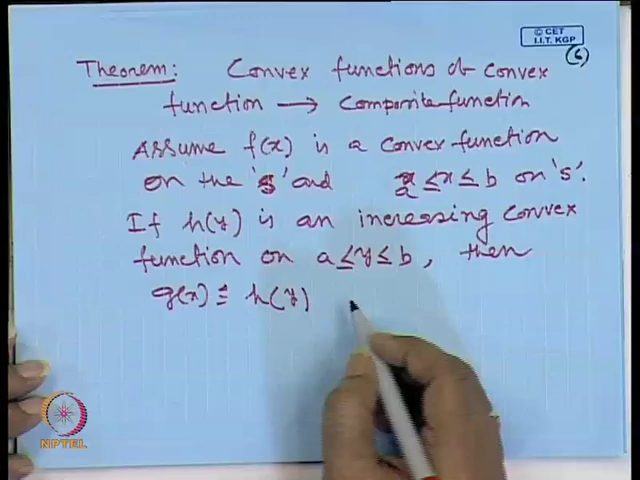 © CET
I.I.T. KGP
6
Theorem: Convex functions of convex
function → Composite function
Assume f(x) is a convex function
on the 'S' and a ≤ x ≤ b on 'S'.
If h(y) is an increasing convex
function on a ≤ y ≤ b, then
g(x) ≜ h(y)
NPTEL